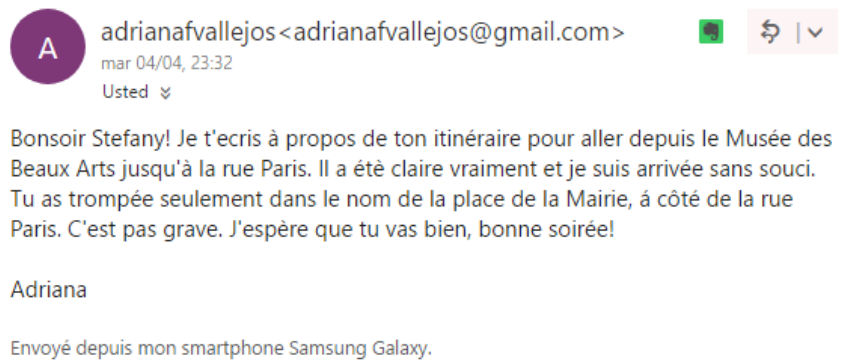 A
adrianafvallejos<adrianafvallejos@gmail.com>
mar 04/04, 23:32
Usted
Bonsoir Stefany! Je t'ecris à propos de ton itinéraire pour aller depuis le Musée des
Beaux Arts jusqu'à la rue Paris. Il a étè claire vraiment et je suis arrivée sans souci.
Tu as trompée seulement dans le nom de la place de la Mairie, á côté de la rue
Paris. C'est pas grave. J'espère que tu vas bien, bonne soirée!
Adriana
Envoyé depuis mon smartphone Samsung Galaxy.